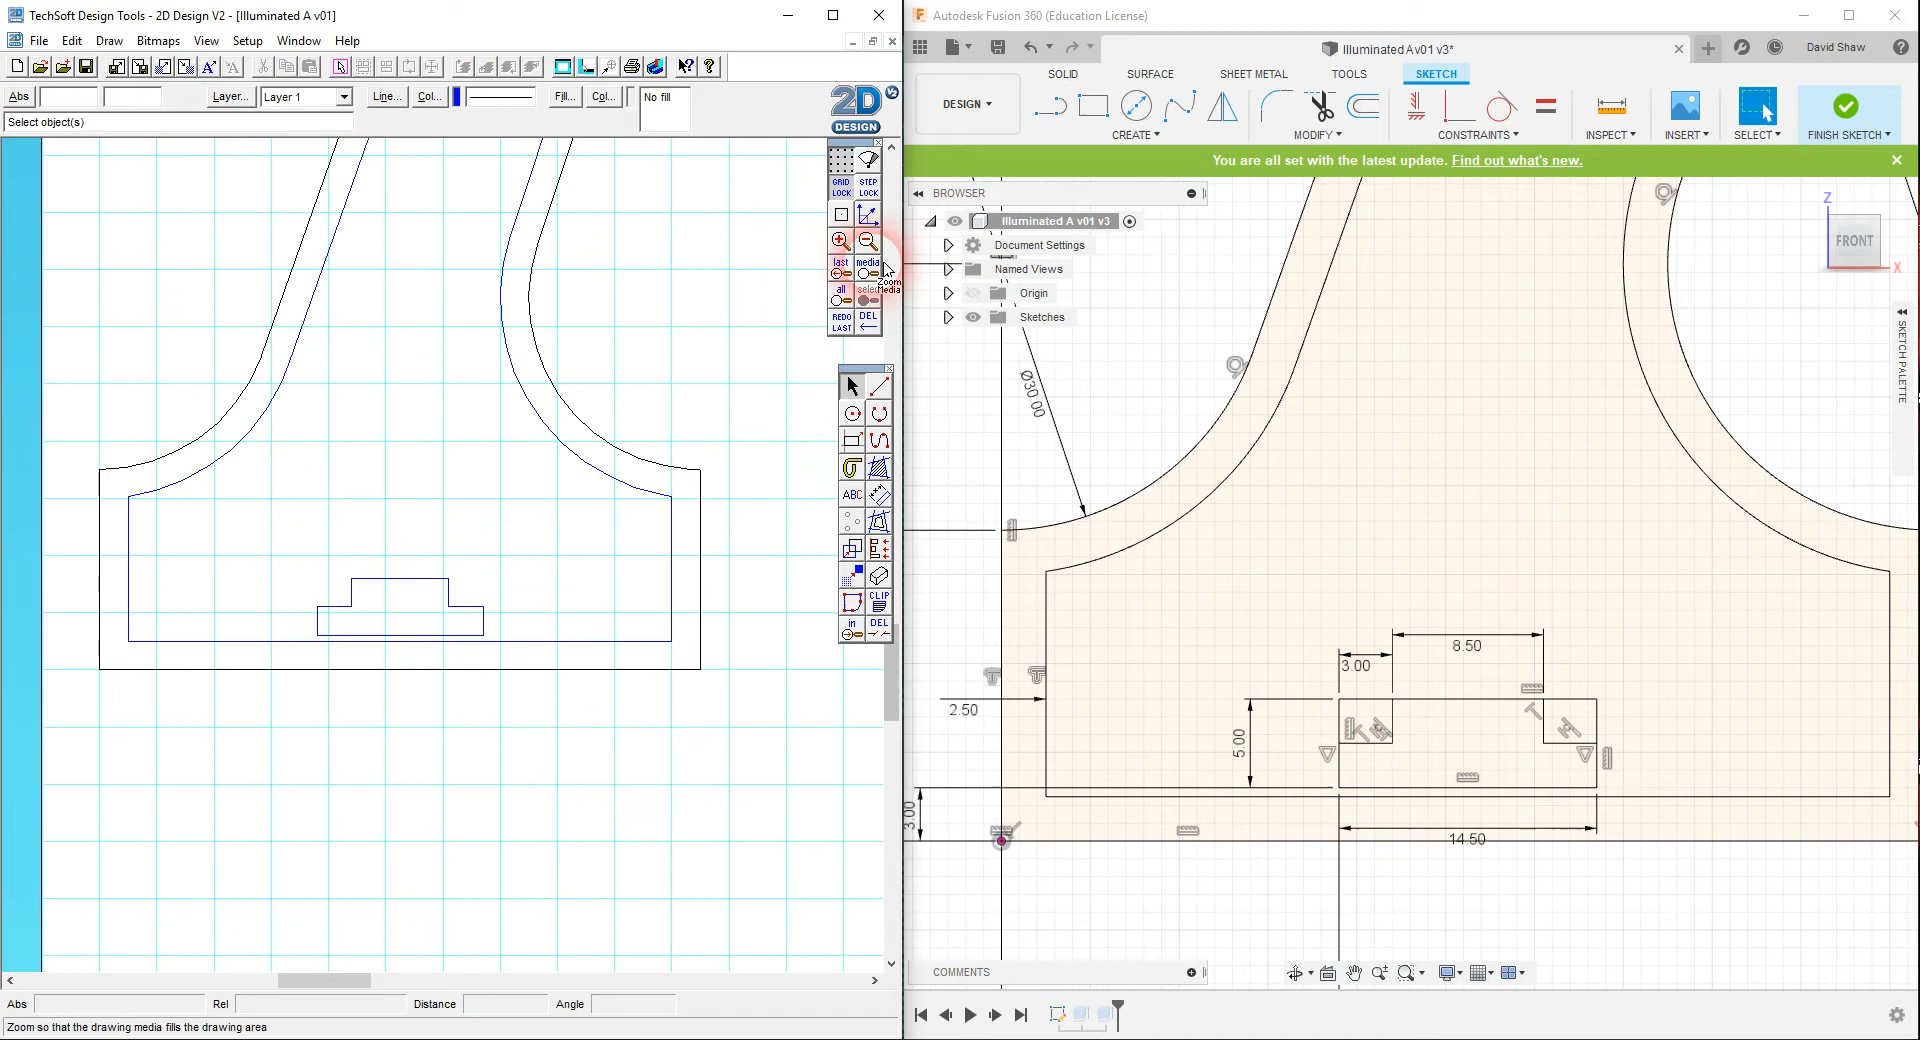 TechSoft Design Tools - 2D Design V2 - [Illuminated A v01]
File Edit Draw Bitmaps View Setup Window Help
Abs Layer... Layer 1 Line... Col... Fill... Col... No fill
Select object(s)
2D V2
DESIGN
GRID LOCK STEP LOCK
last media
Zoom Media
all select
REDO LAST DEL
ABC
CLIP
in DEL
Abs Rel Distance Angle
Zoom so that the drawing media fills the drawing area
Autodesk Fusion 360 (Education License)
Illuminated A v01 v3*
David Shaw
SOLID SURFACE SHEET METAL TOOLS SKETCH
DESIGN
CREATE MODIFY CONSTRAINTS INSPECT INSERT SELECT FINISH SKETCH
You are all set with the latest update. Find out what's new.
BROWSER
Illuminated A v01 v3
Document Settings
Named Views
Origin
Sketches
Z
FRONT
X
SKETCH PALETTE
Ø30.00
8.50
3.00
2.50
5.00
3.00
14.50
COMMENTS